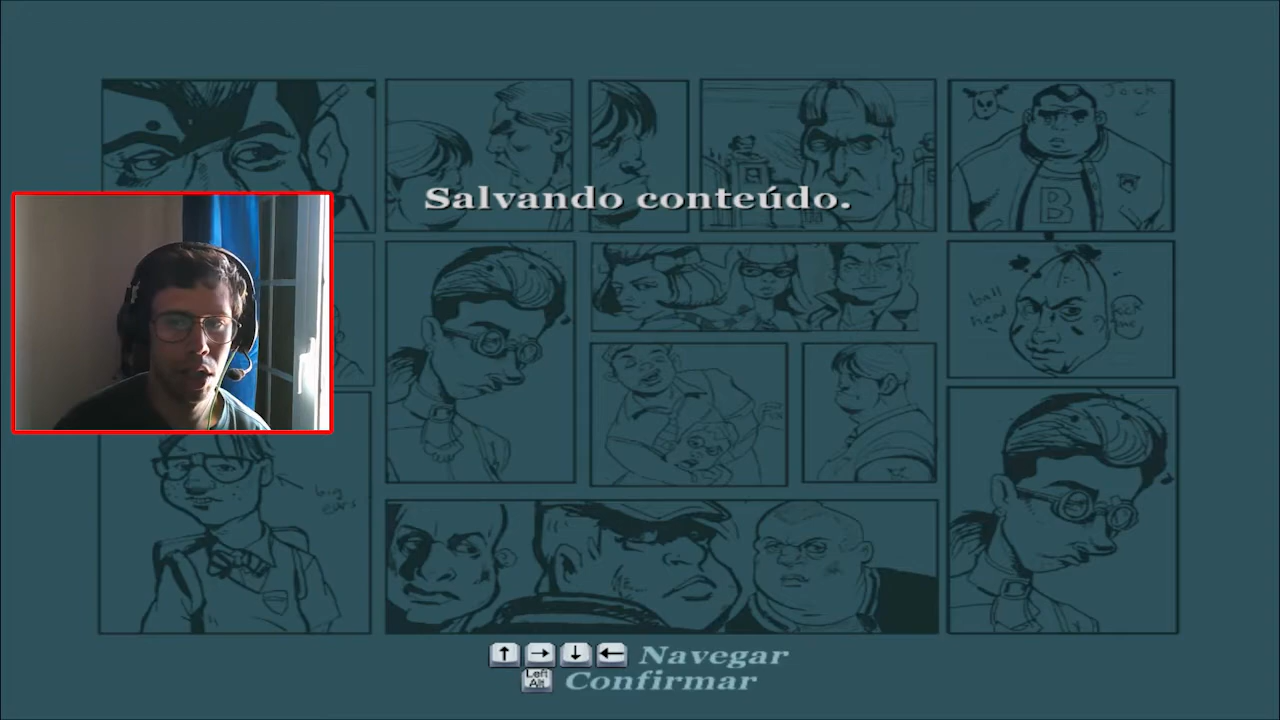 Jock
B
Salvando conteúdo.
ball
head
big
ears
Navegar
Left
Alt
Confirmar